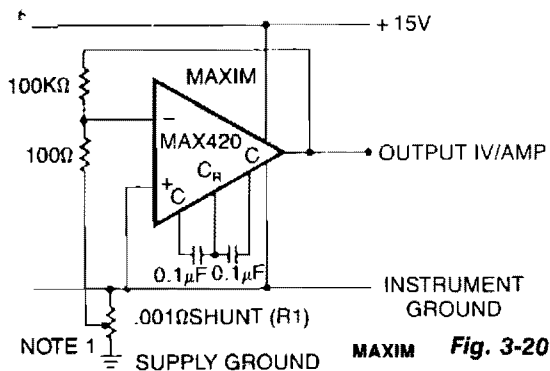 + 15V
MAXIM
100KΩ
MAX420
−
100Ω
C_R
C
OUTPUT IV/AMP
+
C
0.1μF 0.1μF
INSTRUMENT
GROUND
.001ΩSHUNT (R1)
NOTE 1
SUPPLY GROUND
MAXIM
Fig. 3-20